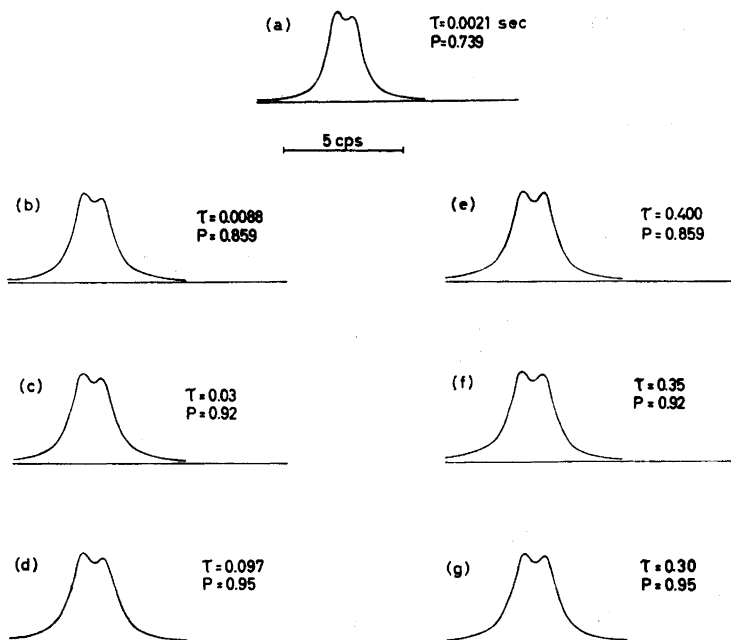 (a)
τ=0.0021 sec
P=0.739
5 cps
(b)
τ=0.0088
P=0.859
(e)
τ=0.400
P=0.859
(c)
τ=0.03
P=0.92
(f)
τ=0.35
P=0.92
(d)
τ=0.097
P=0.95
(g)
τ=0.30
P=0.95